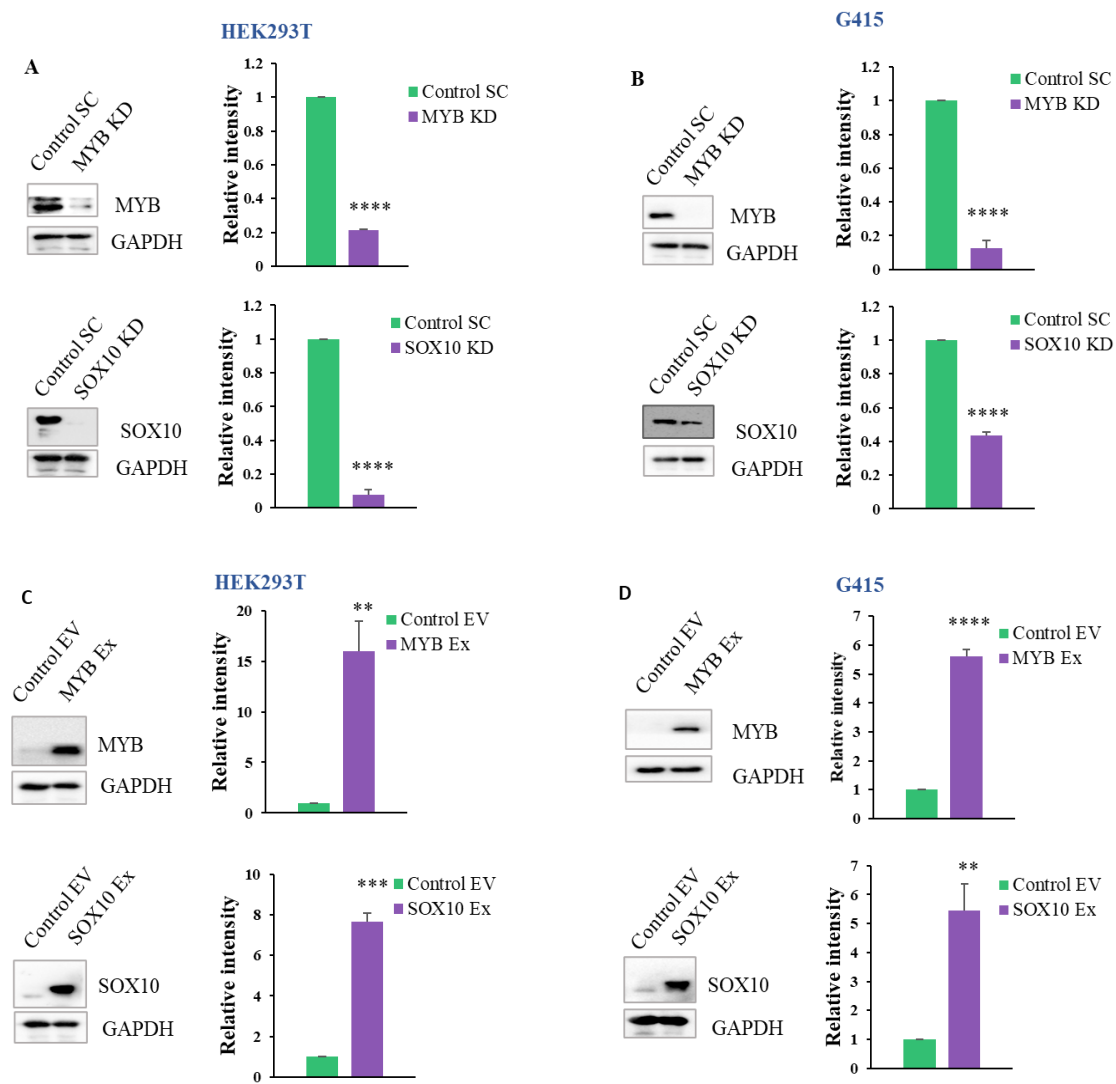 HEK293T
A
Control SC
MYB KD
MYB
GAPDH
Relative intensity
1.2
1
0.8
0.6
0.4
0.2
0
****
Control SC
MYB KD
Control SC
SOX10 KD
SOX10
GAPDH
Relative intensity
1.2
1
0.8
0.6
0.4
0.2
0
****
Control SC
SOX10 KD
G415
B
Control SC
MYB KD
MYB
GAPDH
Relative intensity
1.2
1
0.8
0.6
0.4
0.2
0
****
Control SC
MYB KD
Control SC
SOX10 KD
SOX10
GAPDH
Relative intensity
1.2
1
0.8
0.6
0.4
0.2
0
****
Control SC
SOX10 KD
HEK293T
C
Control EV
MYB Ex
MYB
GAPDH
Relative intensity
20
15
10
5
0
**
Control EV
MYB Ex
Control EV
SOX10 Ex
SOX10
GAPDH
Relative intensity
10
8
6
4
2
0
***
Control EV
SOX10 Ex
G415
D
Control EV
MYB Ex
MYB
GAPDH
Relative intensity
7
6
5
4
3
2
1
0
****
Control EV
MYB Ex
Control EV
SOX10 Ex
SOX10
GAPDH
Relative intensity
7
6
5
4
3
2
1
0
**
Control EV
SOX10 Ex